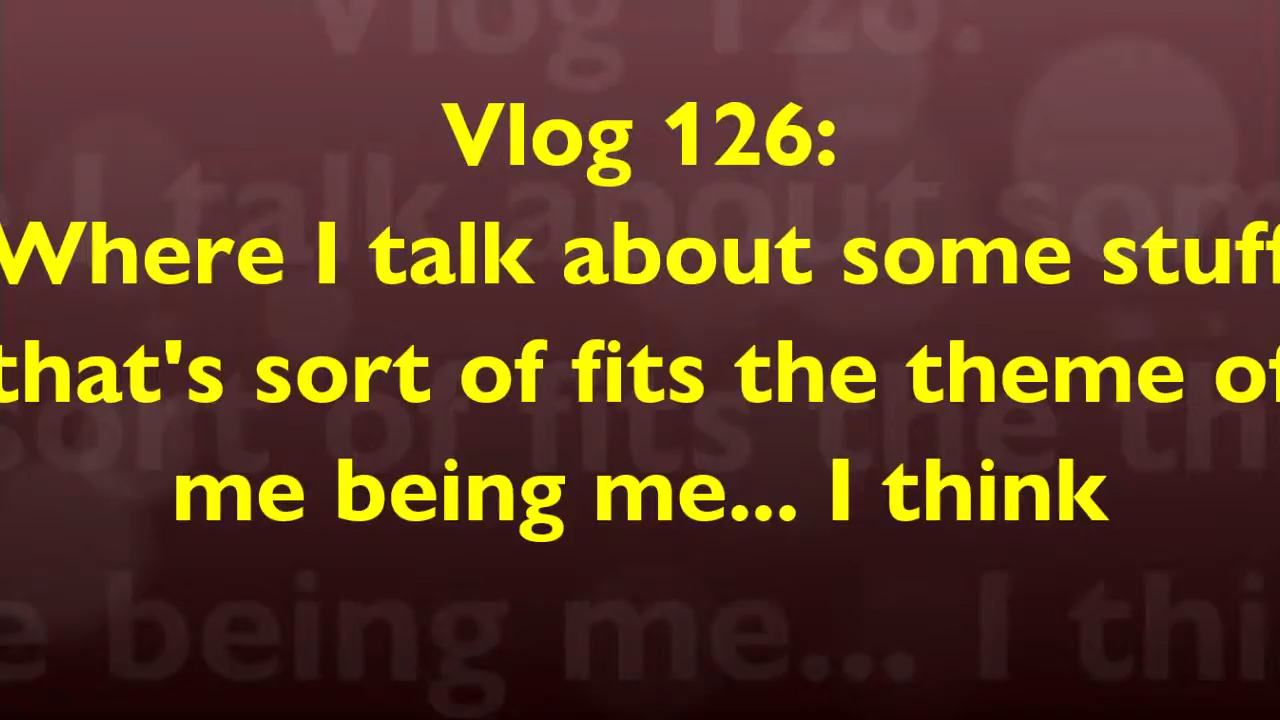 Vlog 126:
Where I talk about some stuff
that's sort of fits the theme of
me being me... I think